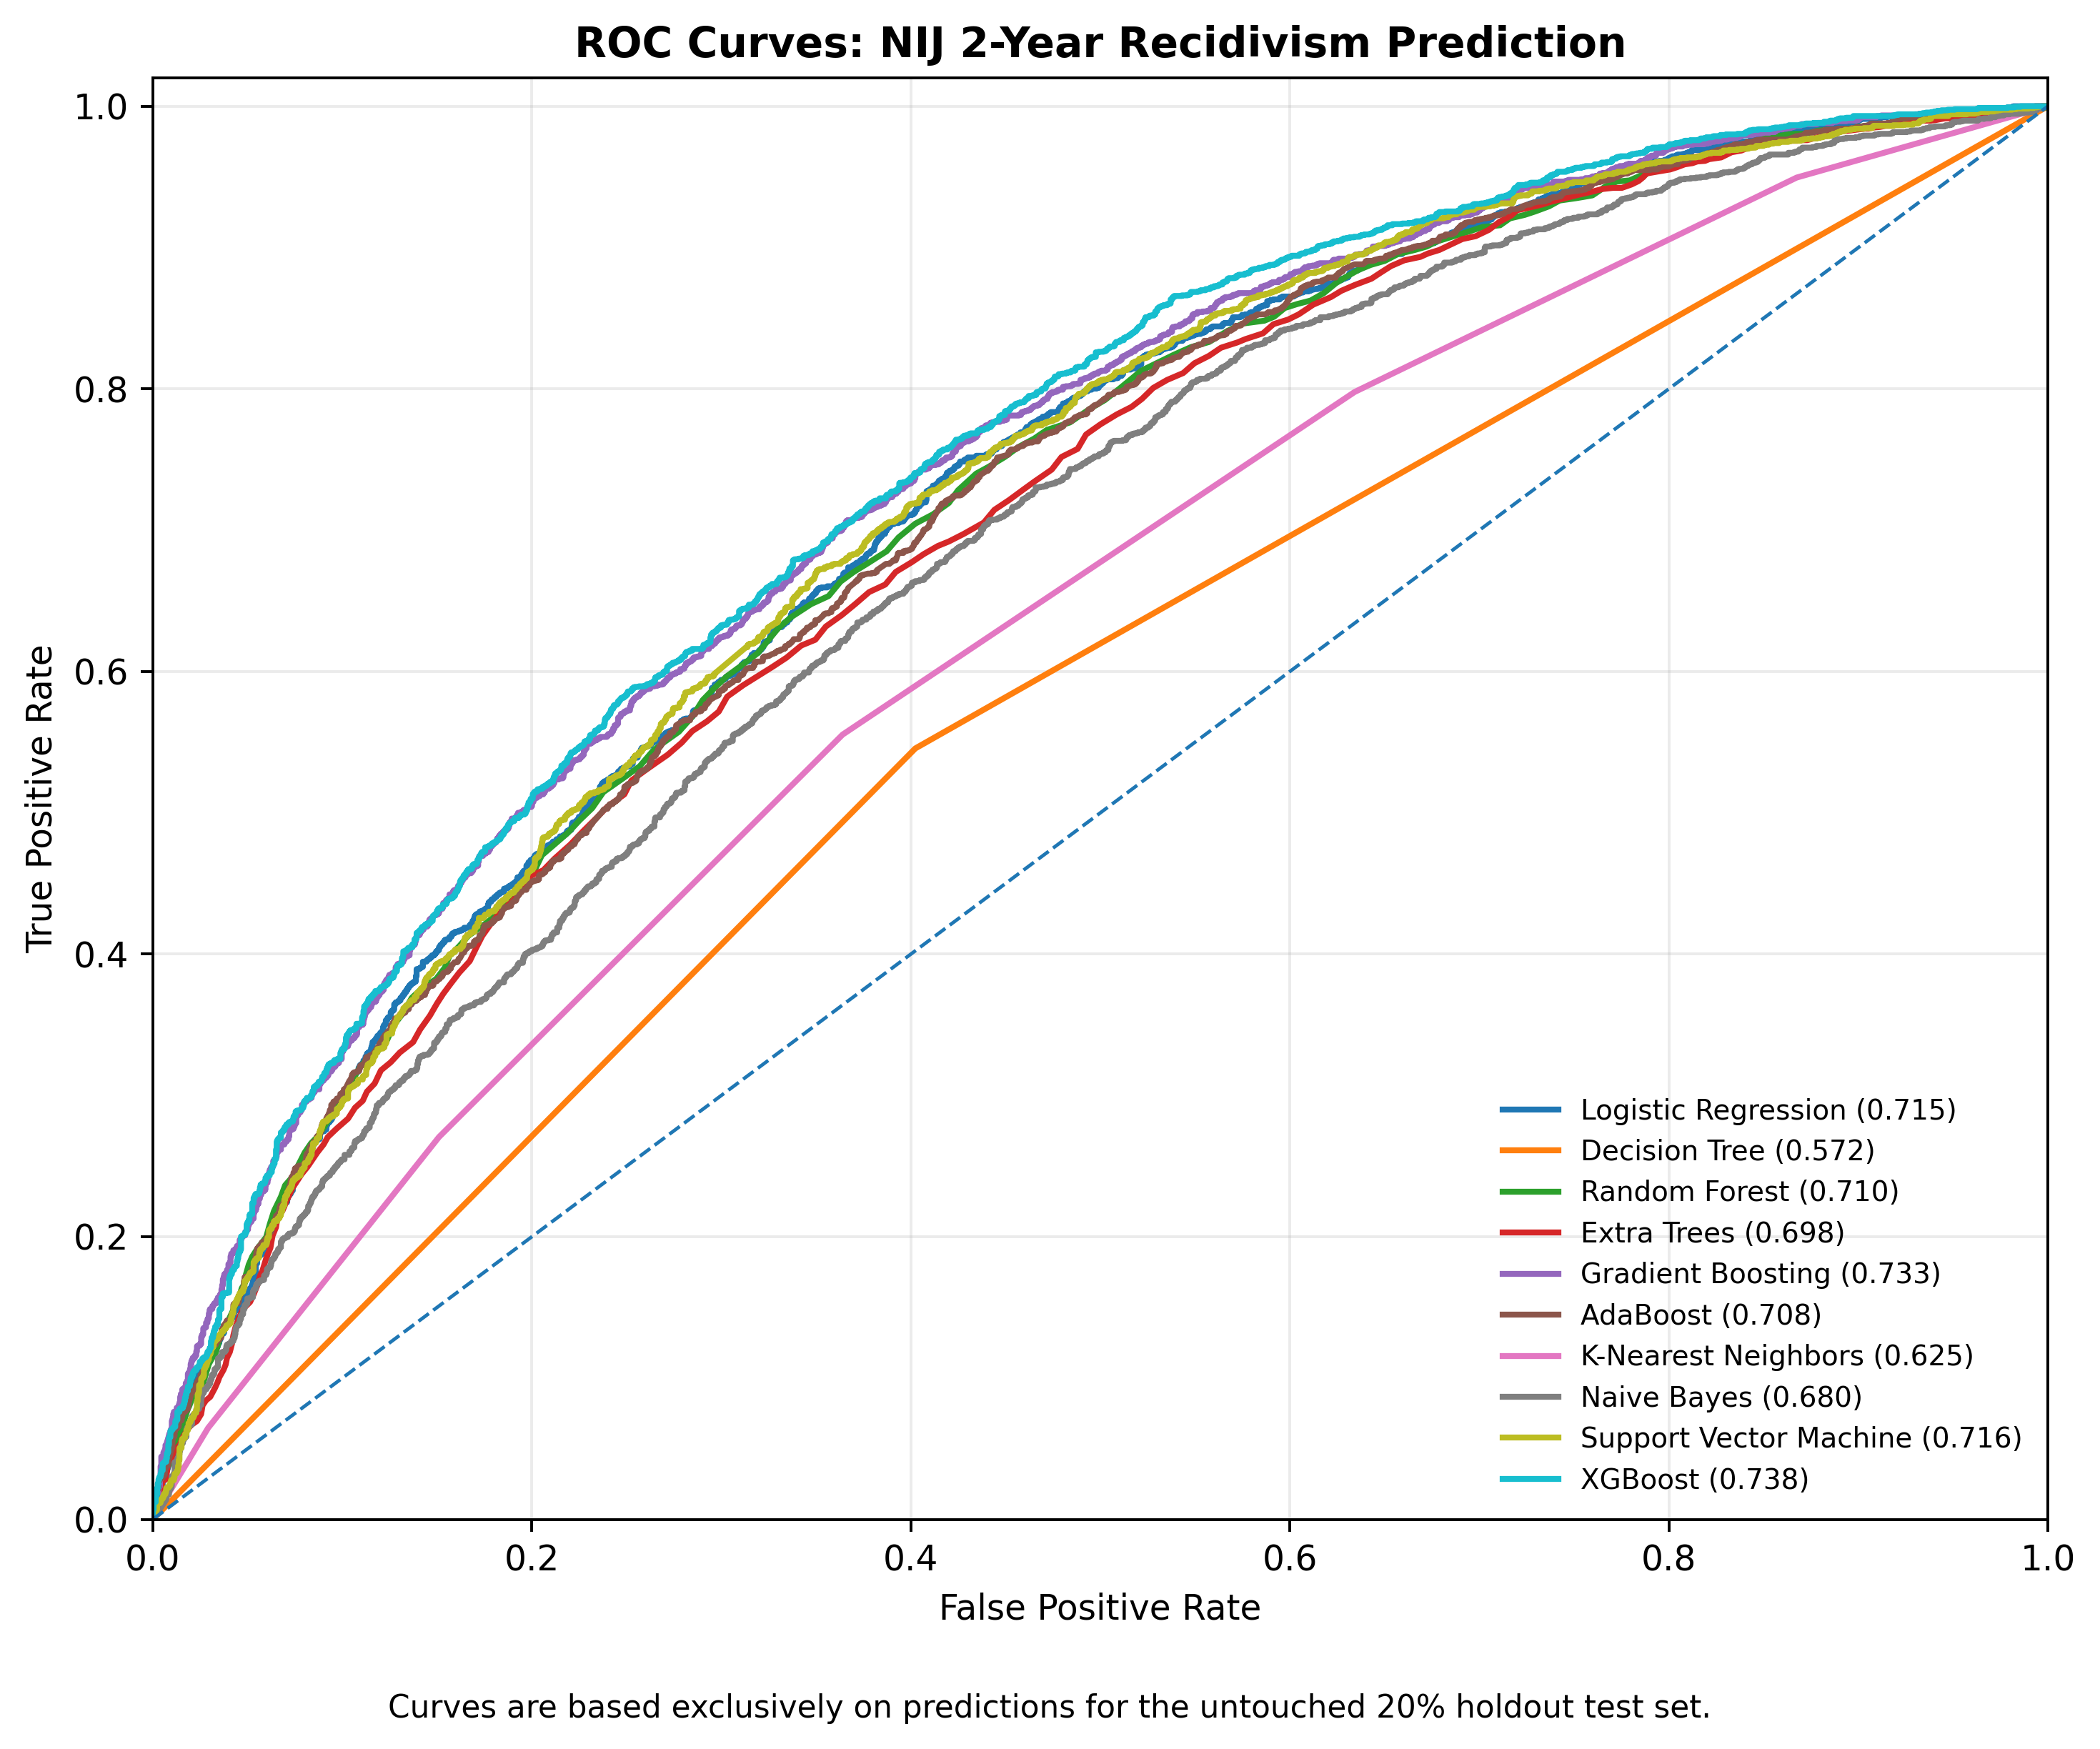 ROC Curves: NIJ 2-Year Recidivism Prediction
1.0
0.8
0.6
0.4
0.2
0.0
True Positive Rate
Logistic Regression (0.715)
Decision Tree (0.572)
Random Forest (0.710)
Extra Trees (0.698)
Gradient Boosting (0.733)
AdaBoost (0.708)
K-Nearest Neighbors (0.625)
Naive Bayes (0.680)
Support Vector Machine (0.716)
XGBoost (0.738)
0.0 0.2 0.4 0.6 0.8 1.0
False Positive Rate
Curves are based exclusively on predictions for the untouched 20% holdout test set.